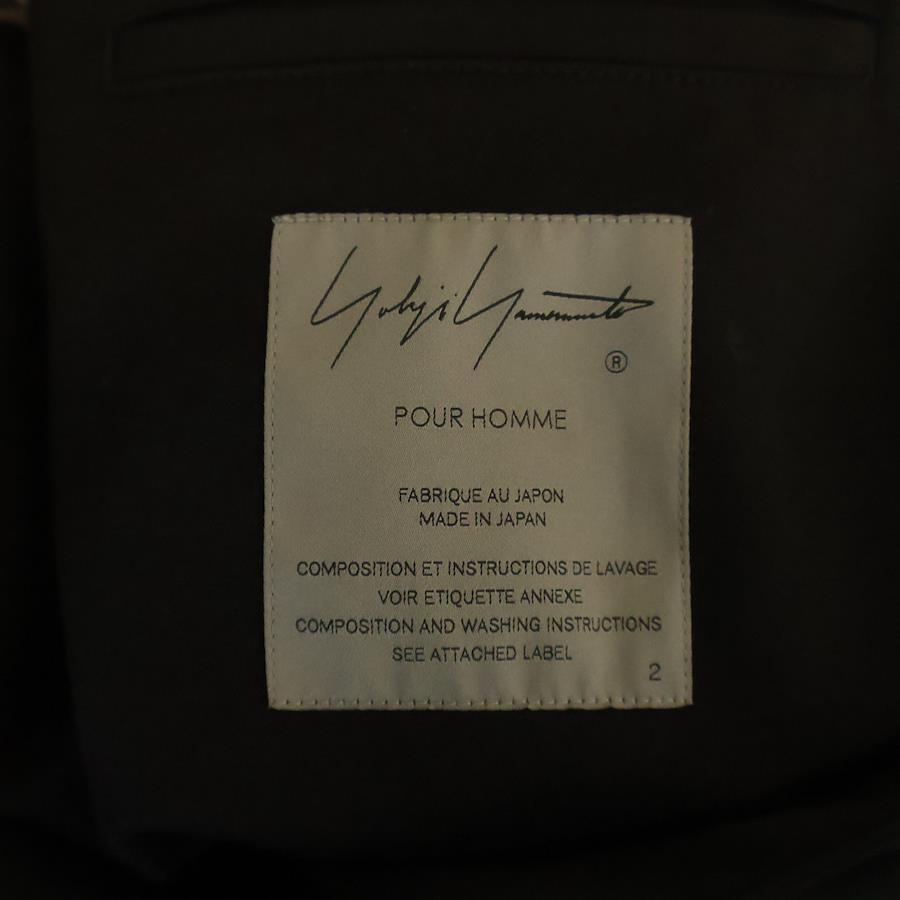 Yohji Yamamoto
®
POUR HOMME
FABRIQUE AU JAPON
MADE IN JAPAN
COMPOSITION ET INSTRUCTIONS DE LAVAGE
VOIR ETIQUETTE ANNEXE
COMPOSITION AND WASHING INSTRUCTIONS
SEE ATTACHED LABEL
2